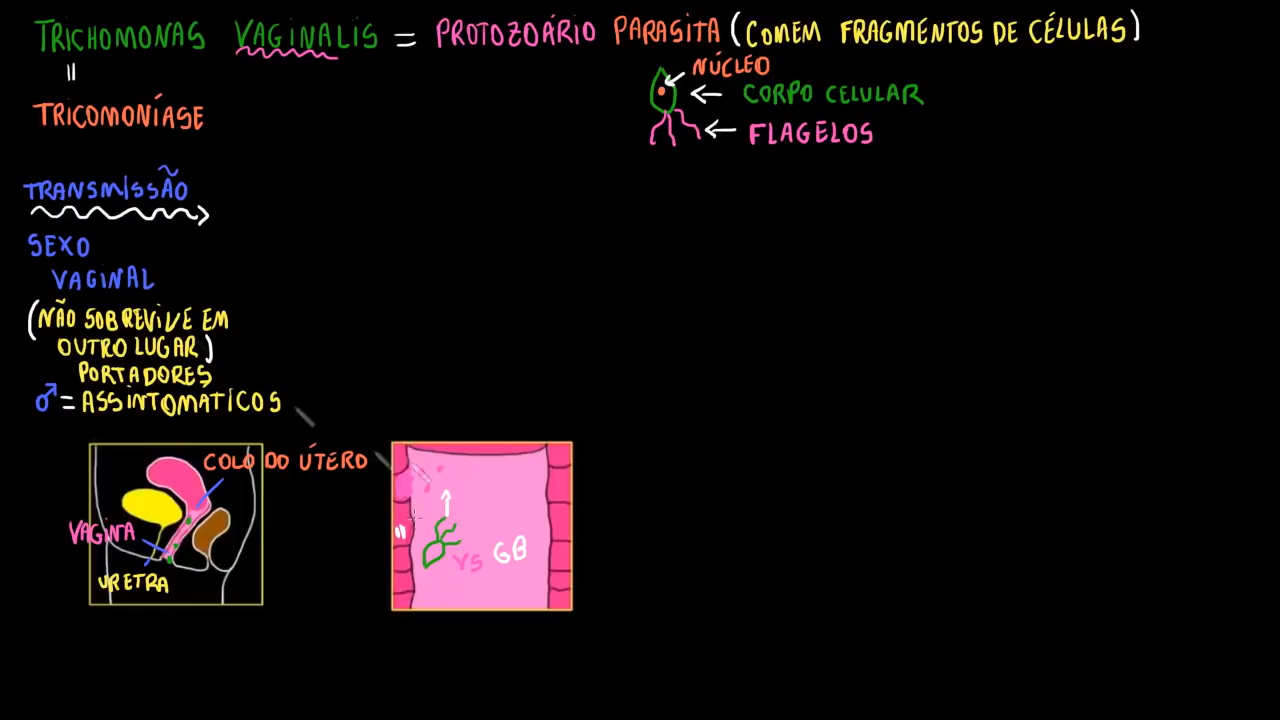 TRICHOMONAS VAGINALIS = PROTOZOÁRIO PARASITA (COMEM FRAGMENTOS DE CÉLULAS)
"
TRICOMONÍASE
NÚCLEO
CORPO CELULAR
FLAGELOS
TRANSMISSÃO
SEXO
VAGINAL
(NÃO SOBREVIVE EM
OUTRO LUGAR)
PORTADORES
♂ = ASSINTOMÁTICOS
COLO DO ÚTERO
VAGINA
URETRA
VS GB